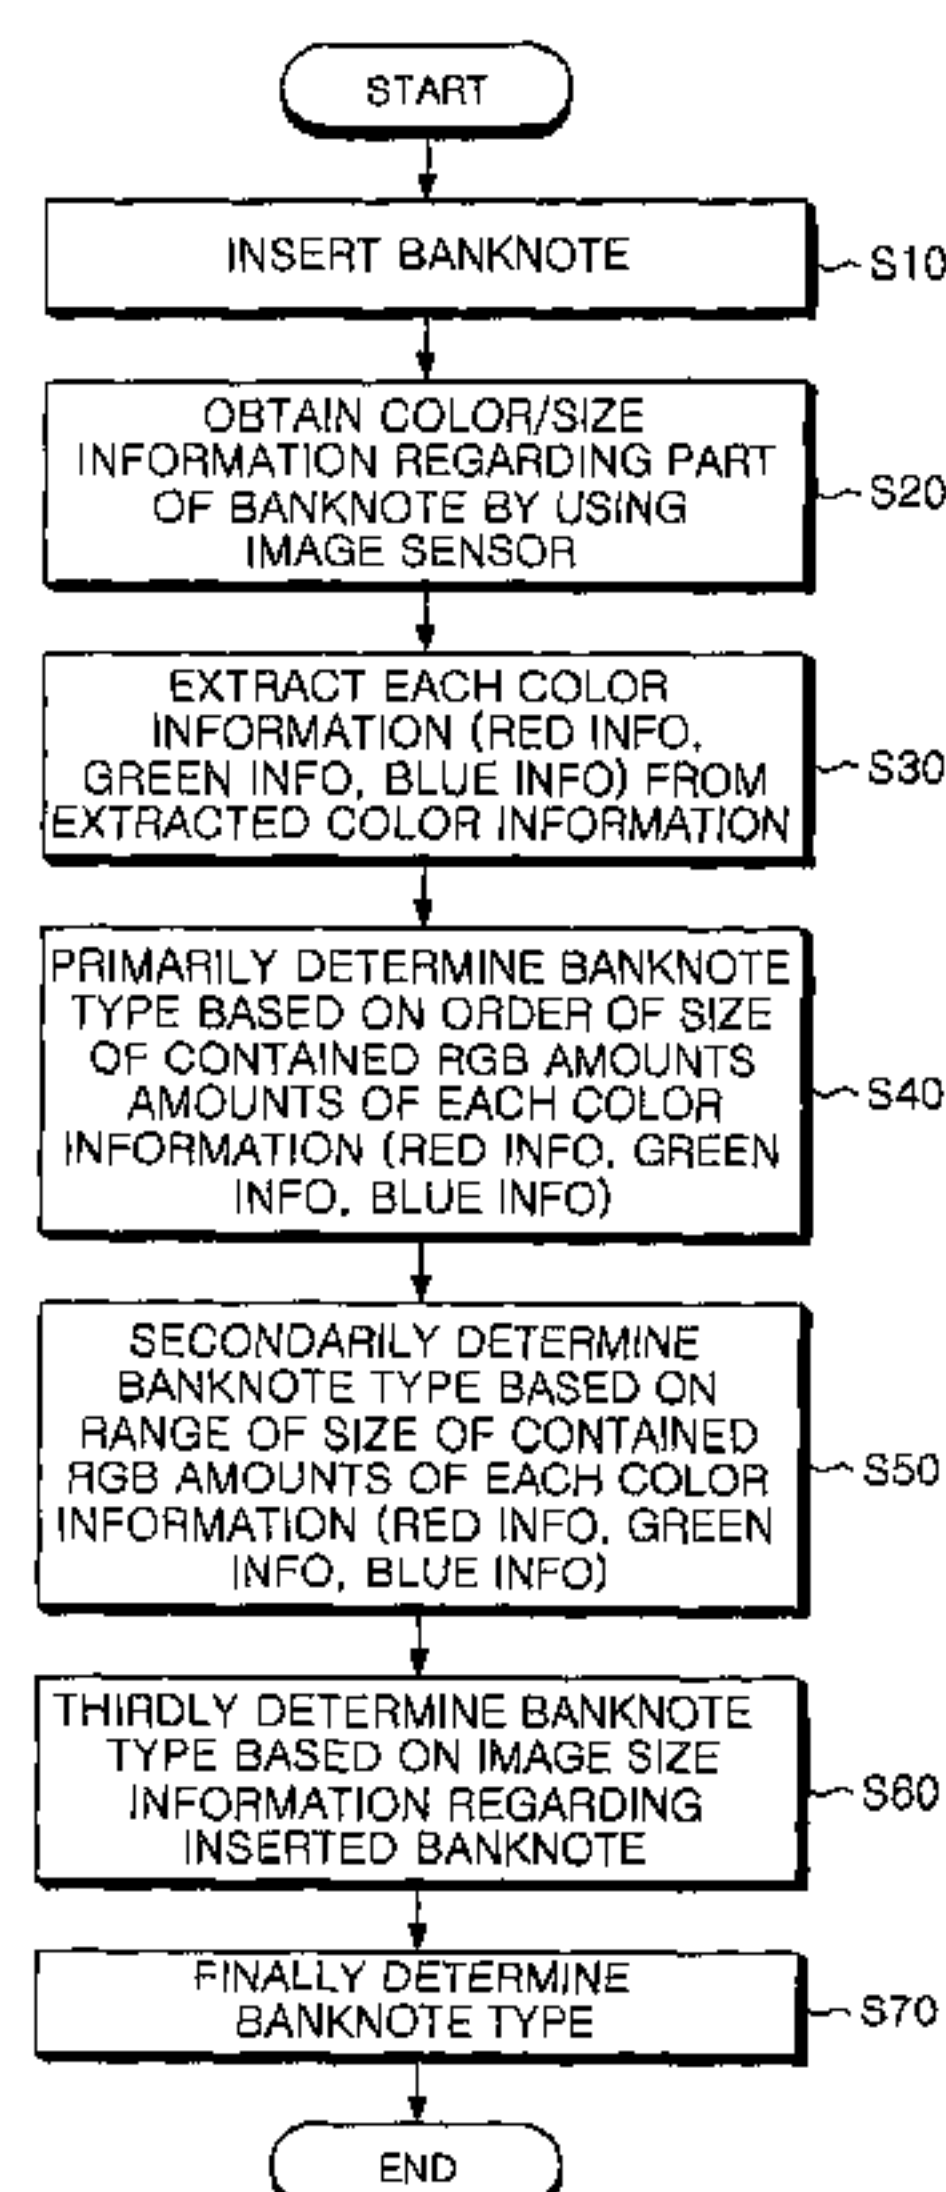 START
INSERT BANKNOTE
S10
OBTAIN COLOR/SIZE
INFORMATION REGARDING PART
OF BANKNOTE BY USING
IMAGE SENSOR
S20
EXTRACT EACH COLOR
INFORMATION (RED INFO,
GREEN INFO, BLUE INFO) FROM
EXTRACTED COLOR INFORMATION
S30
PRIMARILY DETERMINE BANKNOTE
TYPE BASED ON ORDER OF SIZE
OF CONTAINED RGB AMOUNTS
AMOUNTS OF EACH COLOR
INFORMATION (RED INFO, GREEN
INFO, BLUE INFO)
S40
SECONDARILY DETERMINE
BANKNOTE TYPE BASED ON
RANGE OF SIZE OF CONTAINED
RGB AMOUNTS OF EACH COLOR
INFORMATION (RED INFO, GREEN
INFO, BLUE INFO)
S50
THIRDLY DETERMINE BANKNOTE
TYPE BASED ON IMAGE SIZE
INFORMATION REGARDING
INSERTED BANKNOTE
S60
FINALLY DETERMINE
BANKNOTE TYPE
S70
END